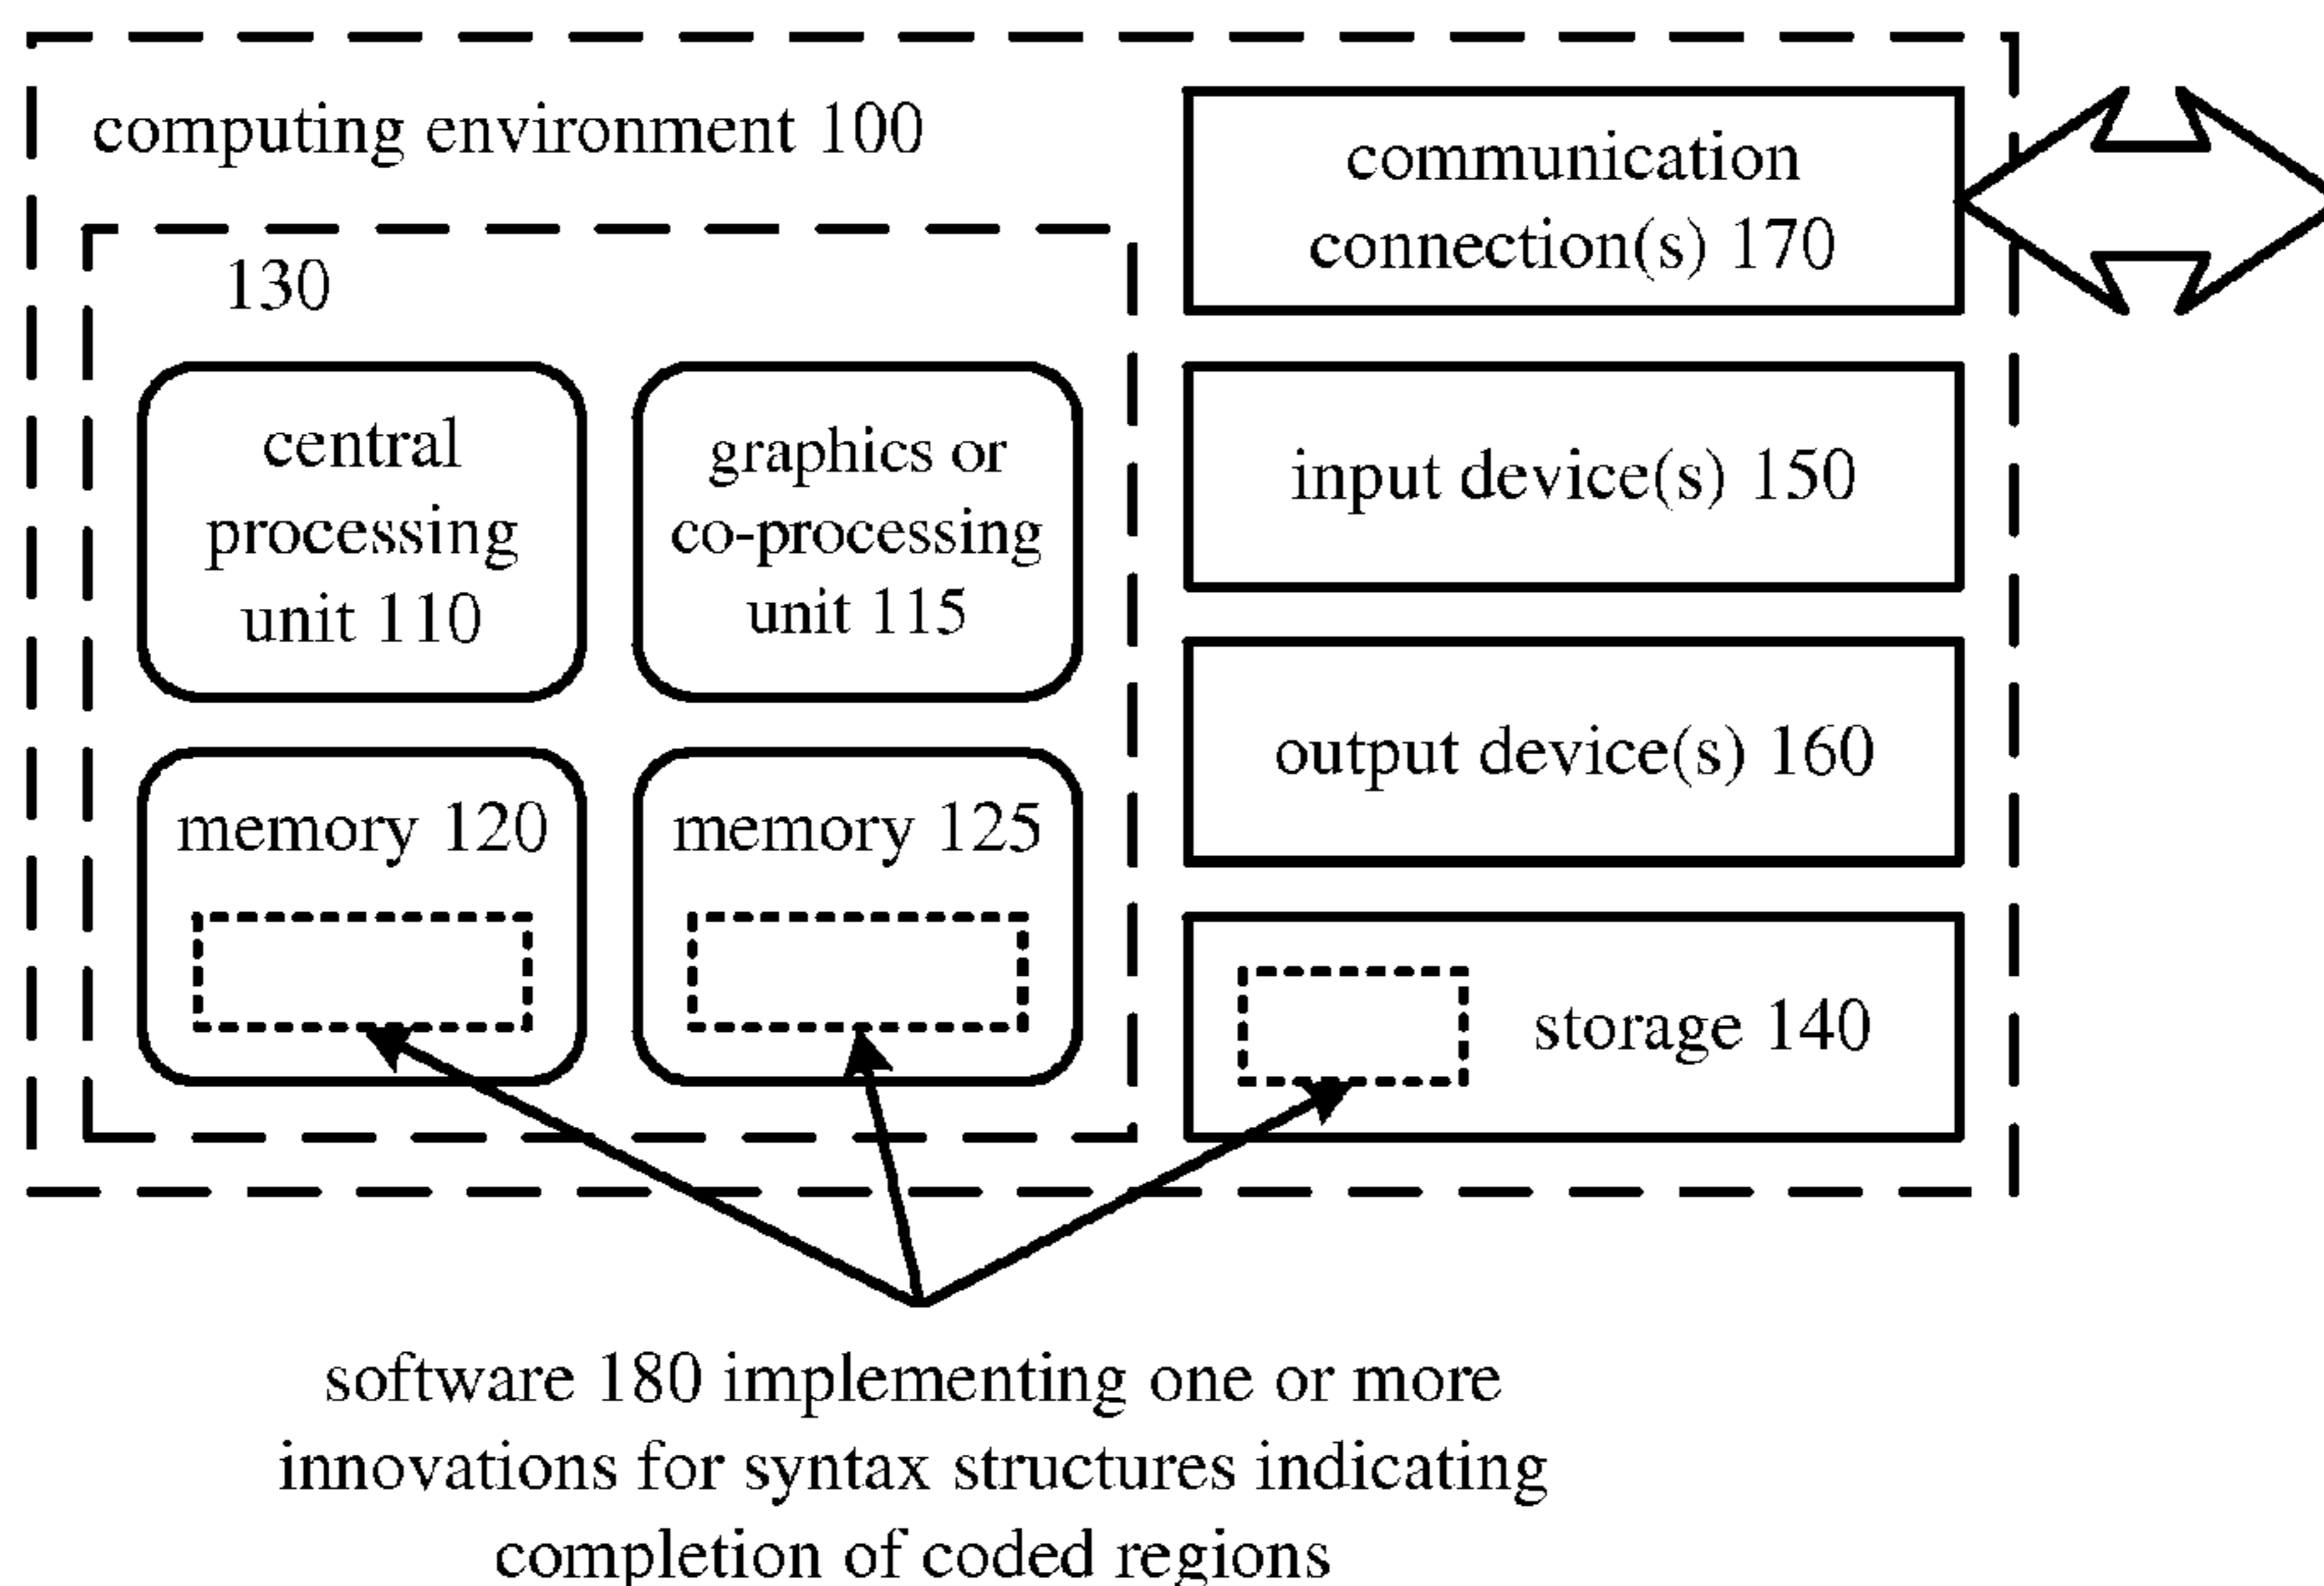 computing environment 100
130
central
processing
unit 110
graphics or
co-processing
unit 115
memory 120
memory 125
communication
connection(s) 170
input device(s) 150
output device(s) 160
storage 140
software 180 implementing one or more
innovations for syntax structures indicating
completion of coded regions